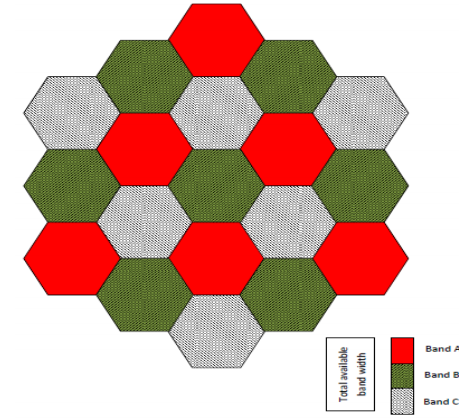 Total available
band width
Band A
Band B
Band C